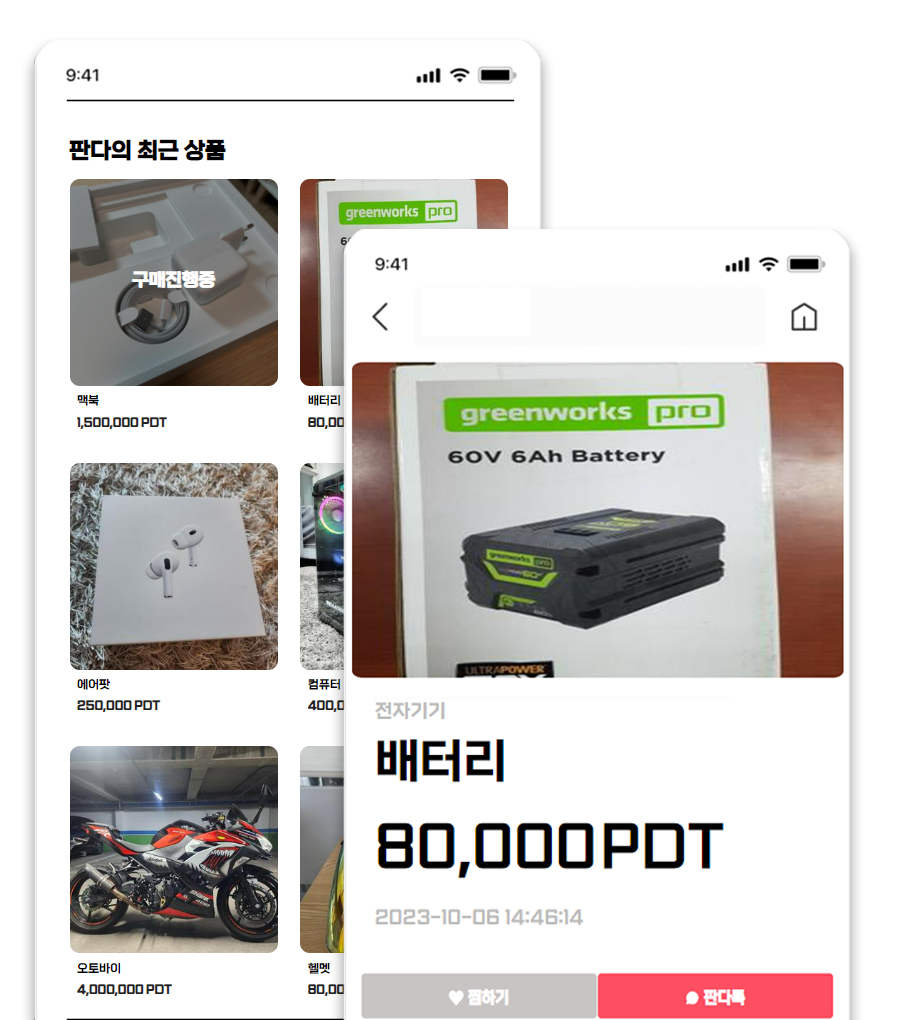 9:41
판다의 최근 상품
구매진행중
greenworks pro
맥북
1,500,000 PDT
배터리
80,00
에어팟
250,000 PDT
컴퓨터
400,0
오토바이
4,000,000 PDT
헬멧
80,00
9:41
greenworks pro
60V 6Ah Battery
greenworks pro
60
ULTRAPOWER
전자기기
배터리
80,000PDT
2023-10-06 14:46:14
찜하기
판다톡